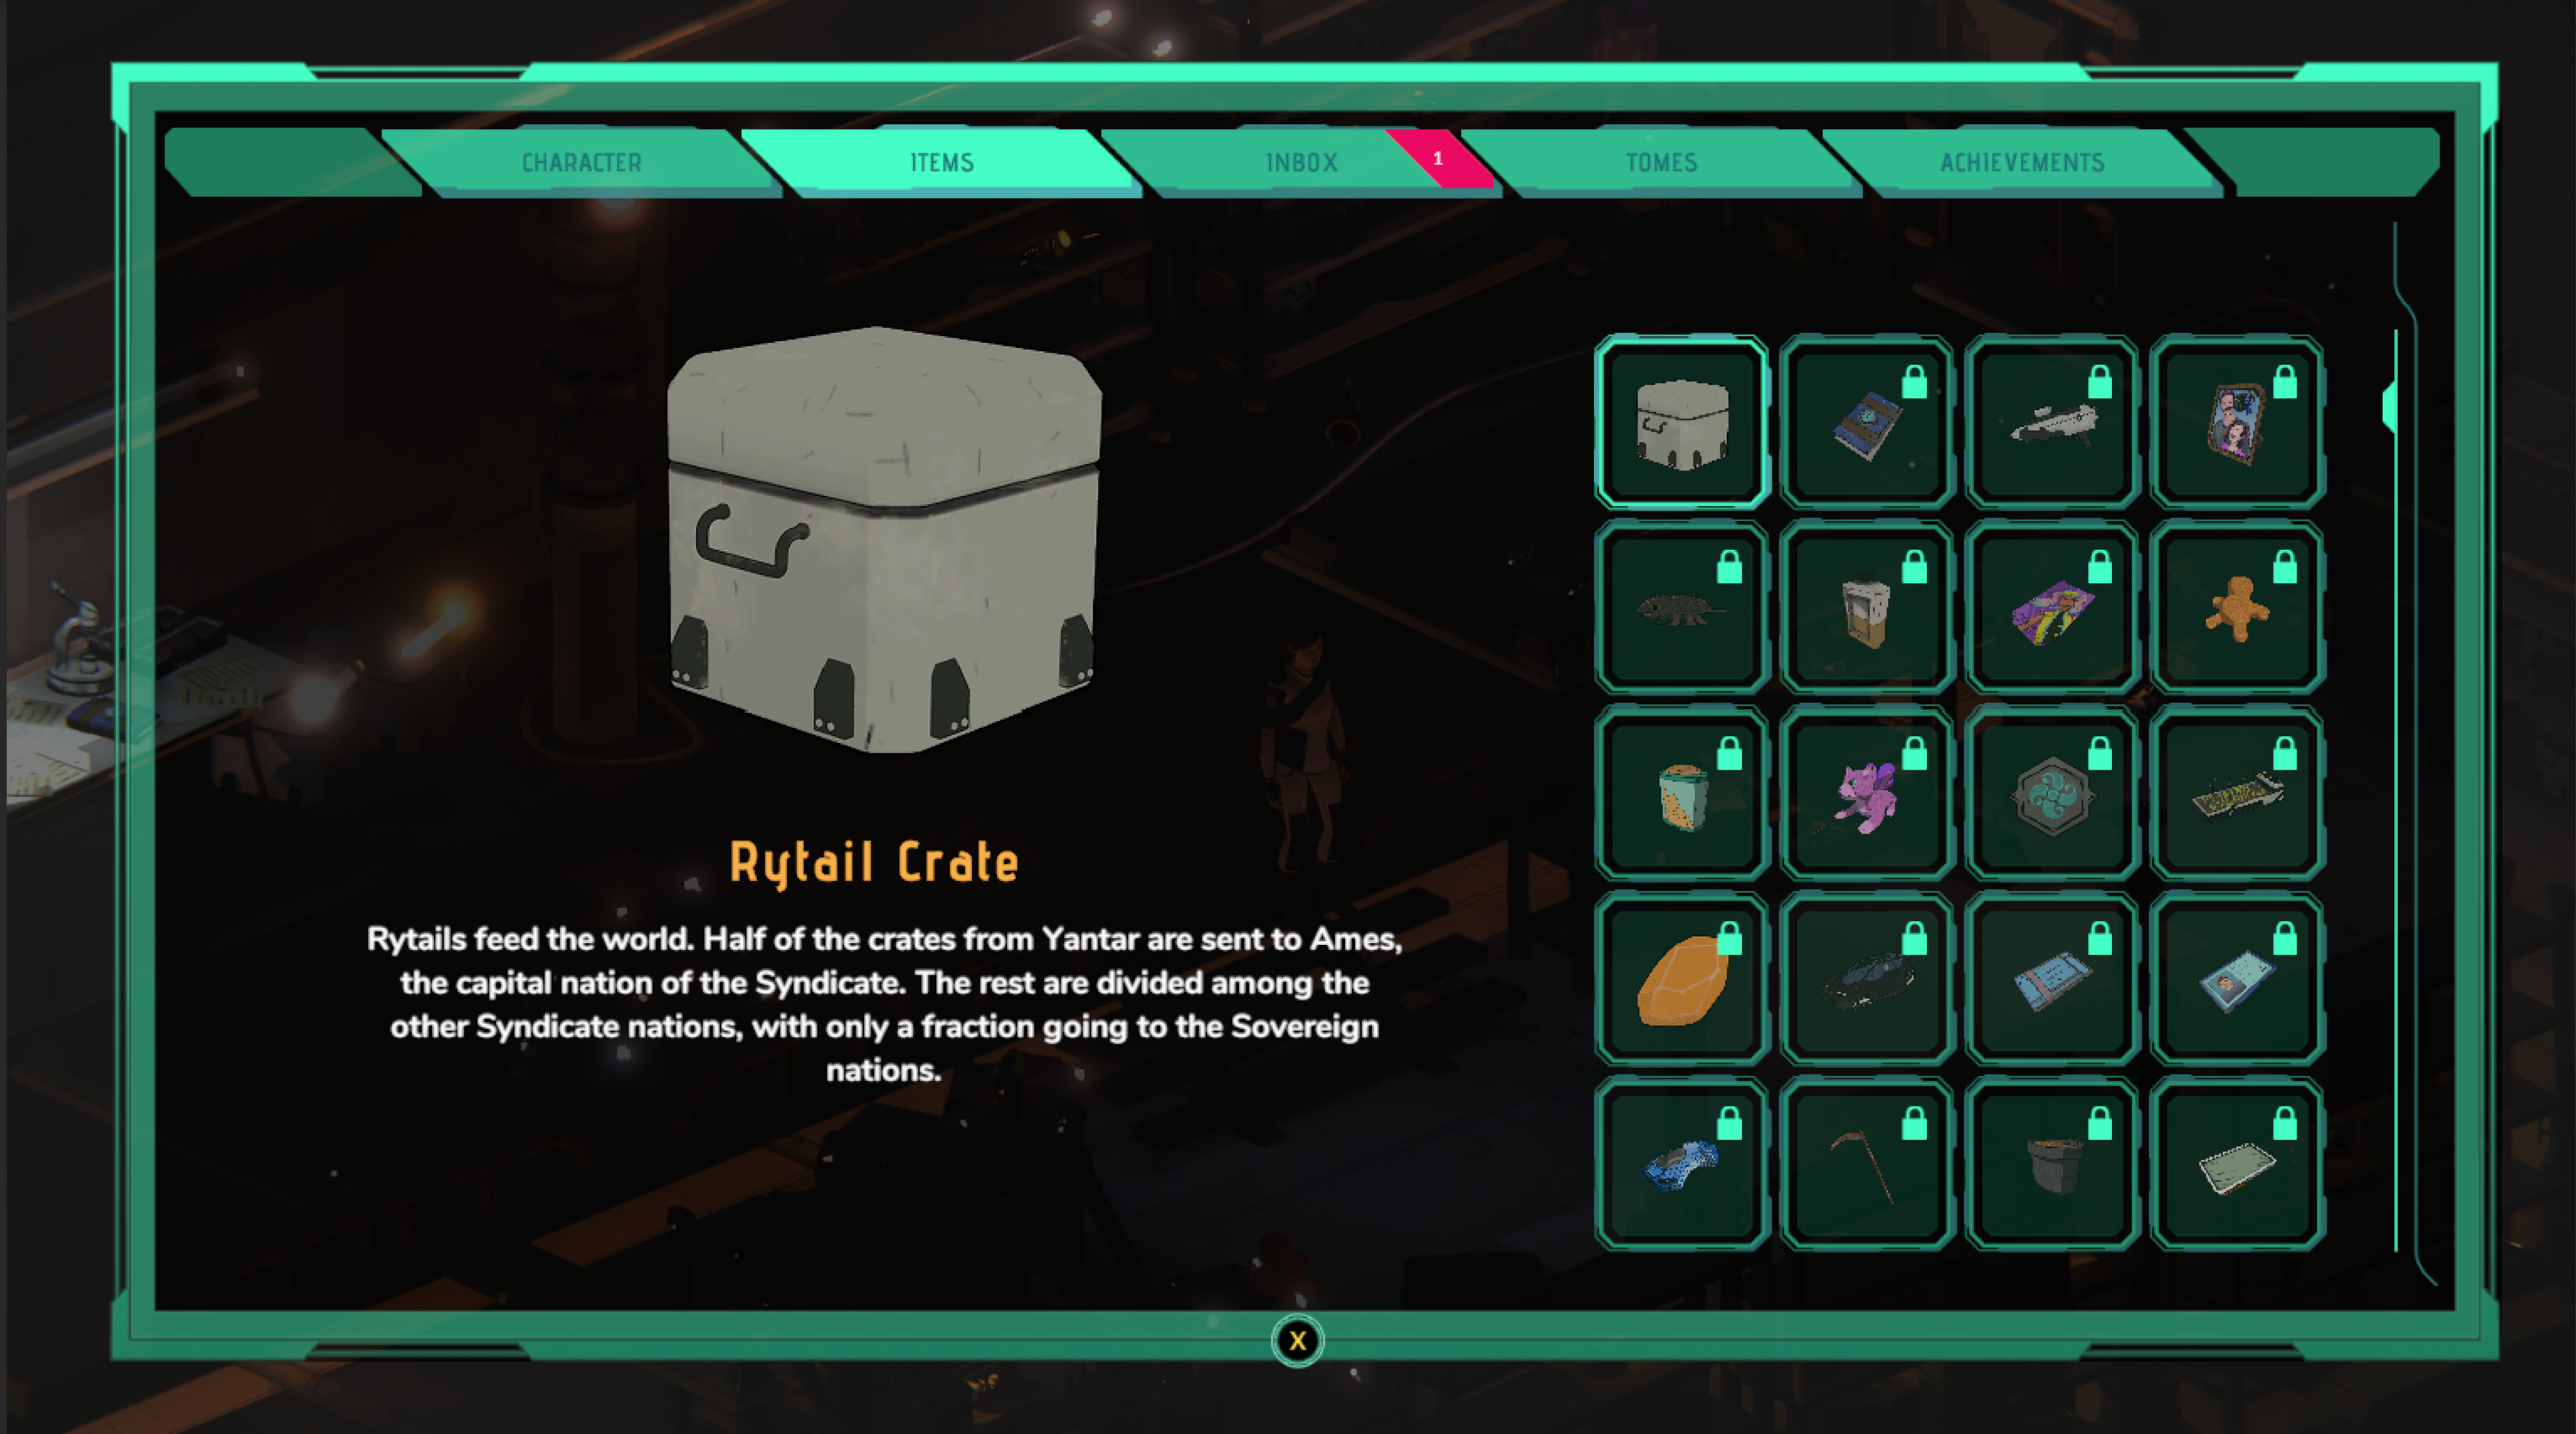 CHARACTER
ITEMS
INBOX
1
TOMES
ACHIEVEMENTS
Rytail Crate
Rytails feed the world. Half of the crates from Yantar are sent to Ames,
the capital nation of the Syndicate. The rest are divided among the
other Syndicate nations, with only a fraction going to the Sovereign
nations.
X